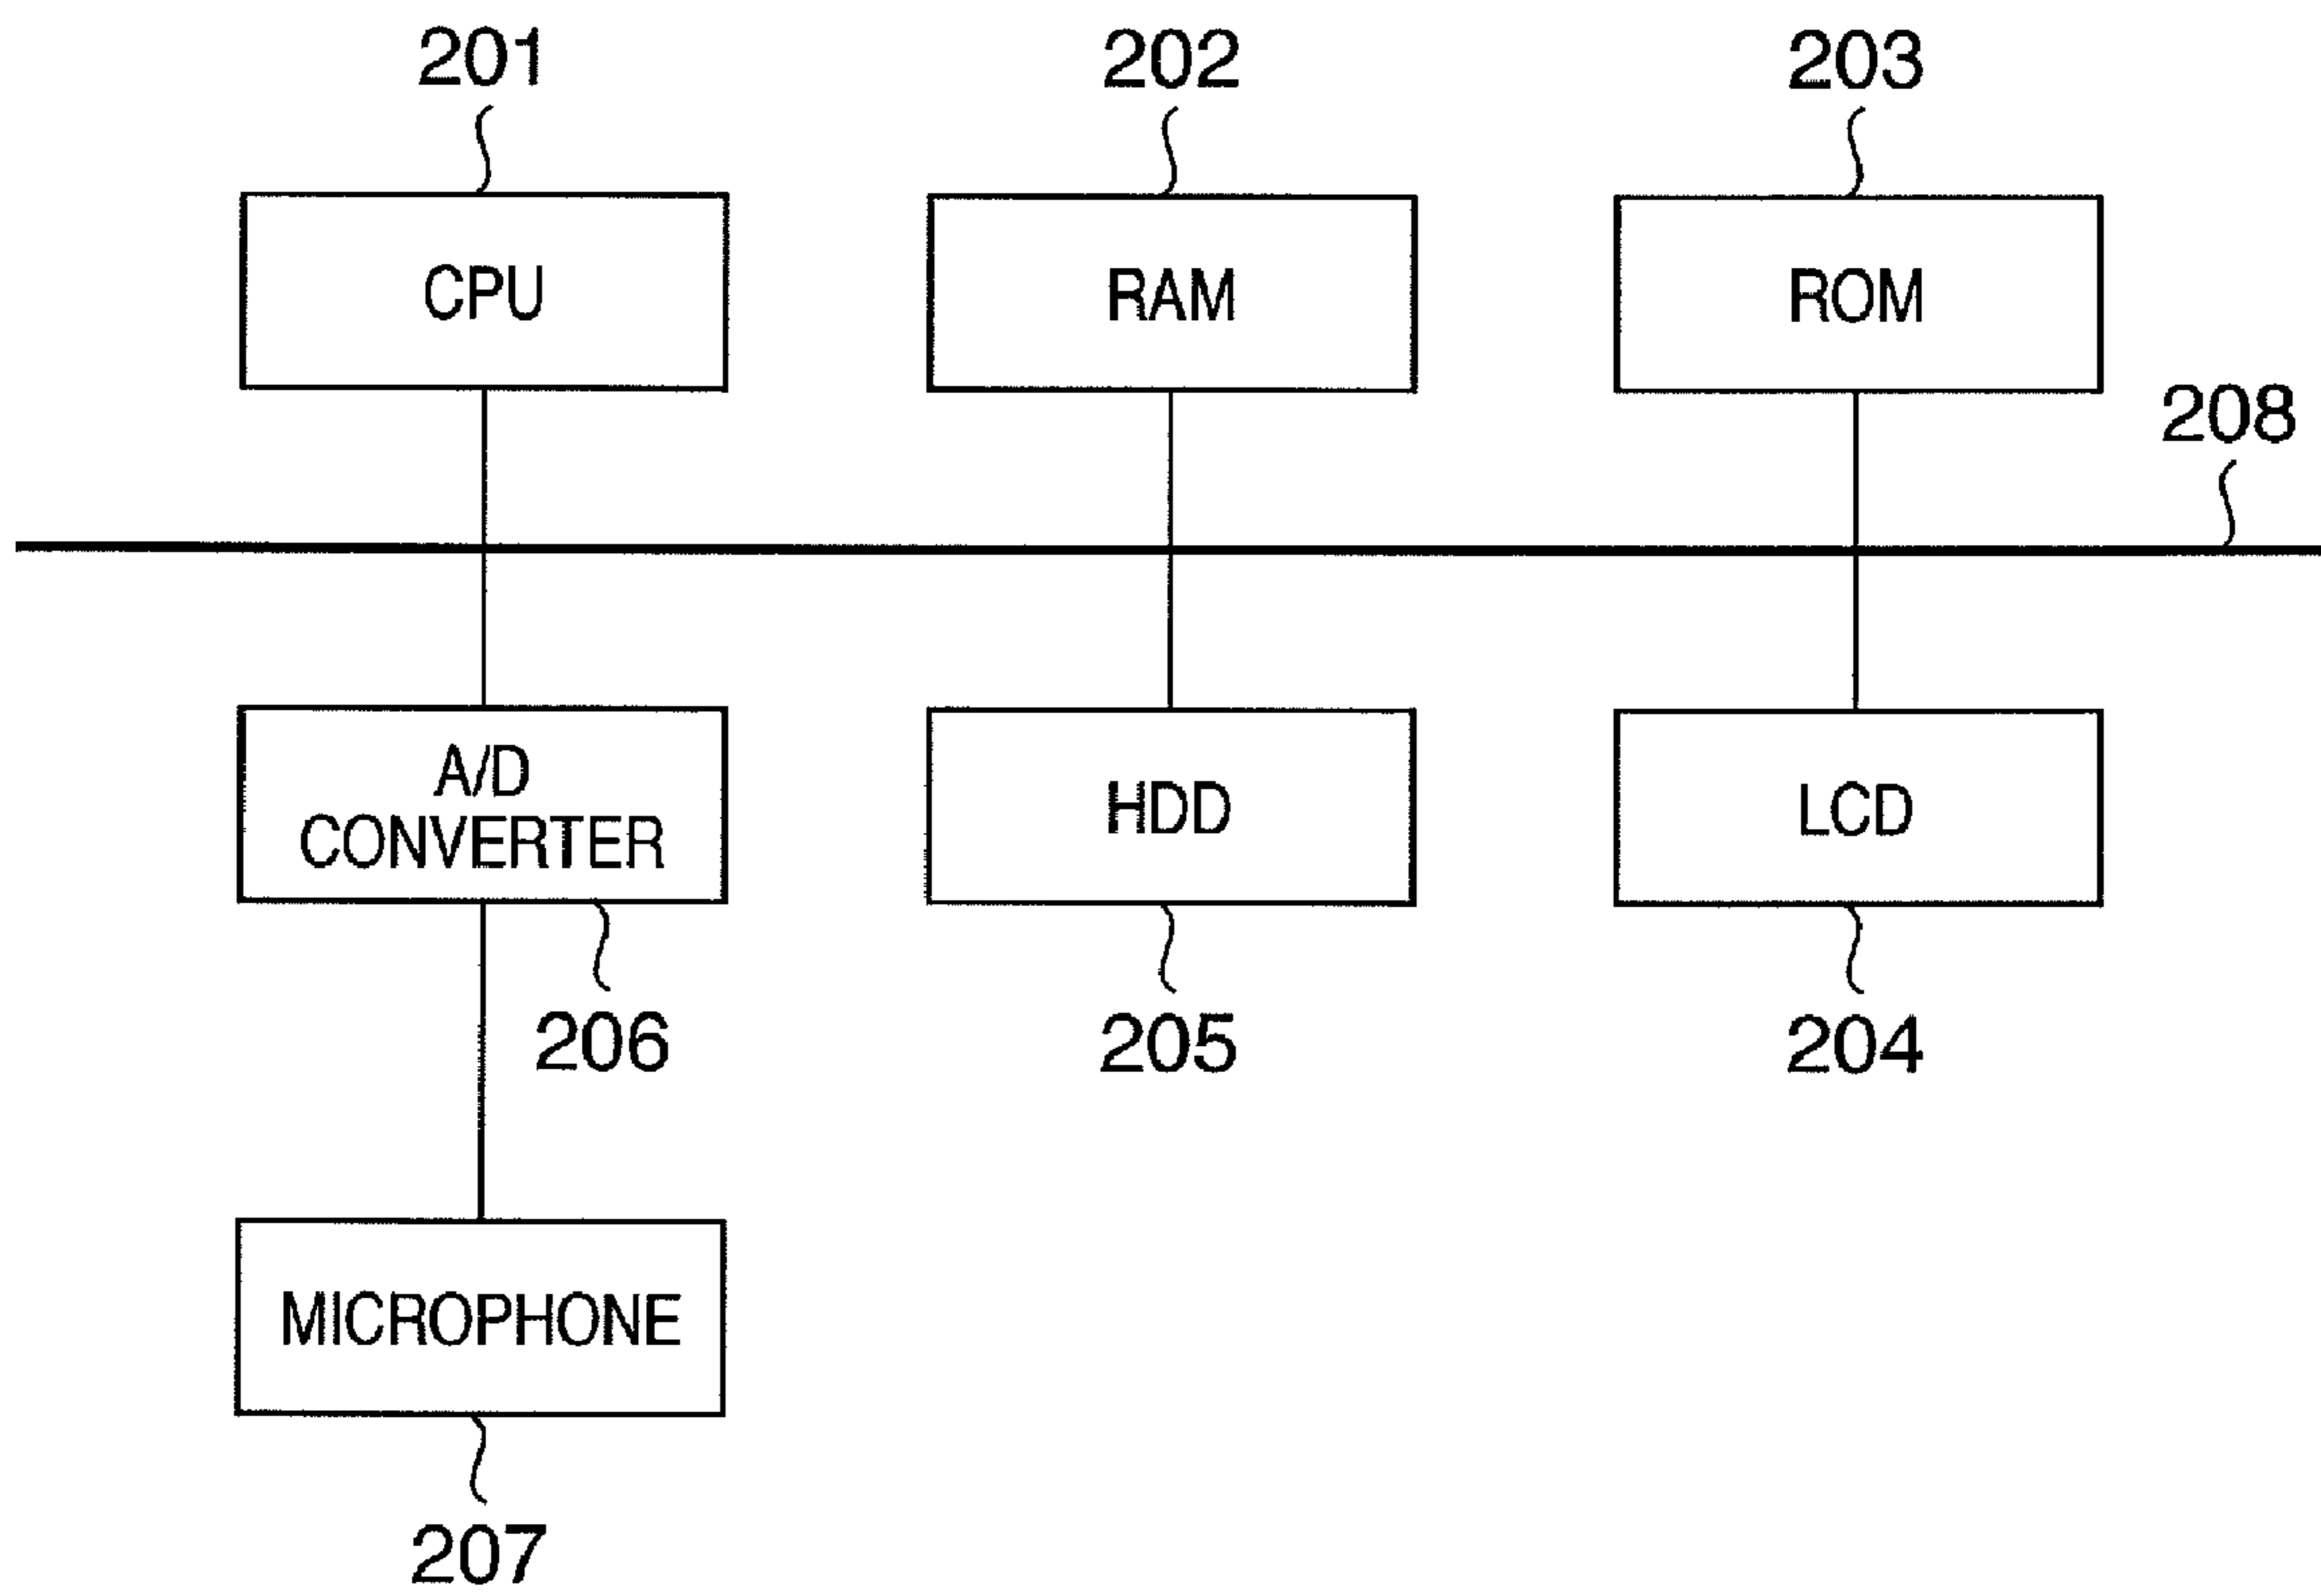 201
202
203
CPU
RAM
ROM
208
A/D
CONVERTER
HDD
LCD
206
205
204
MICROPHONE
207